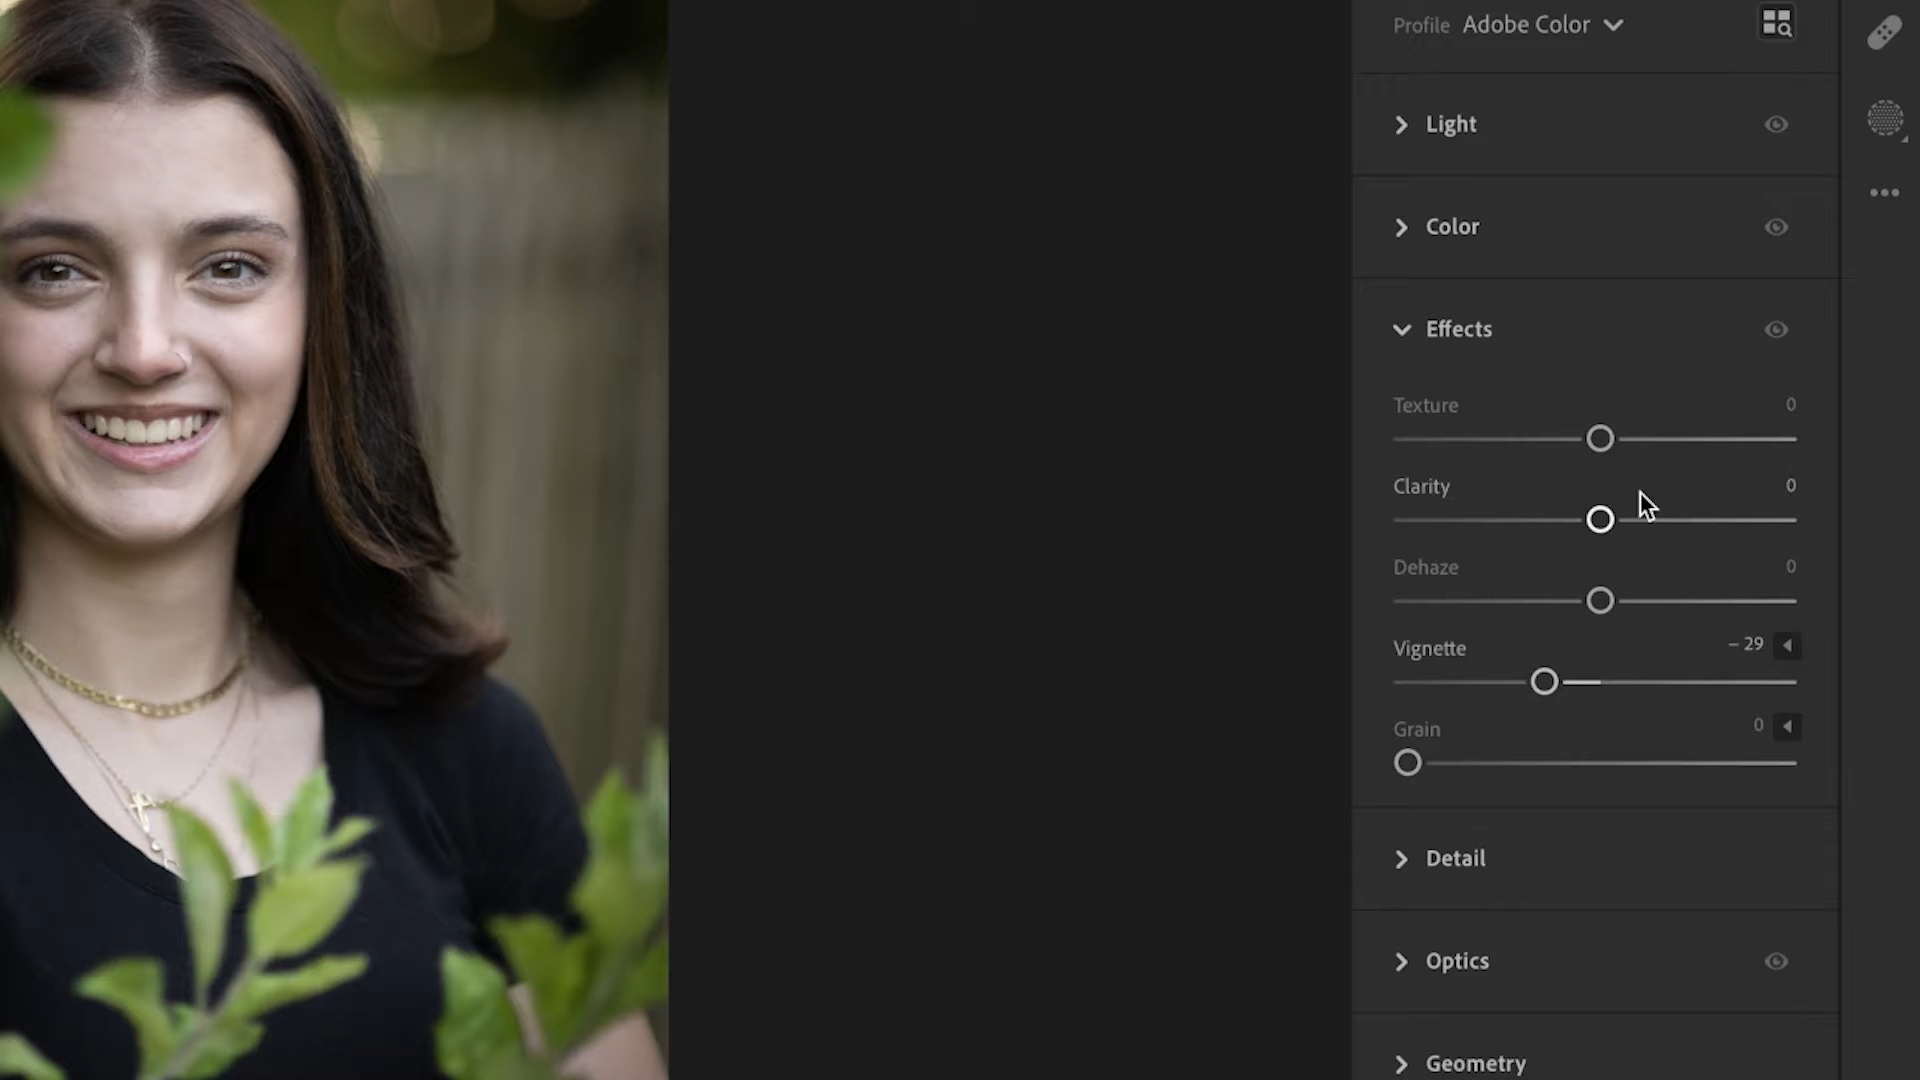 Profile Adobe Color
Light
Color
Effects
Texture 0
Clarity 0
Dehaze 0
Vignette – 29
Grain 0
Detail
Optics
Geometry